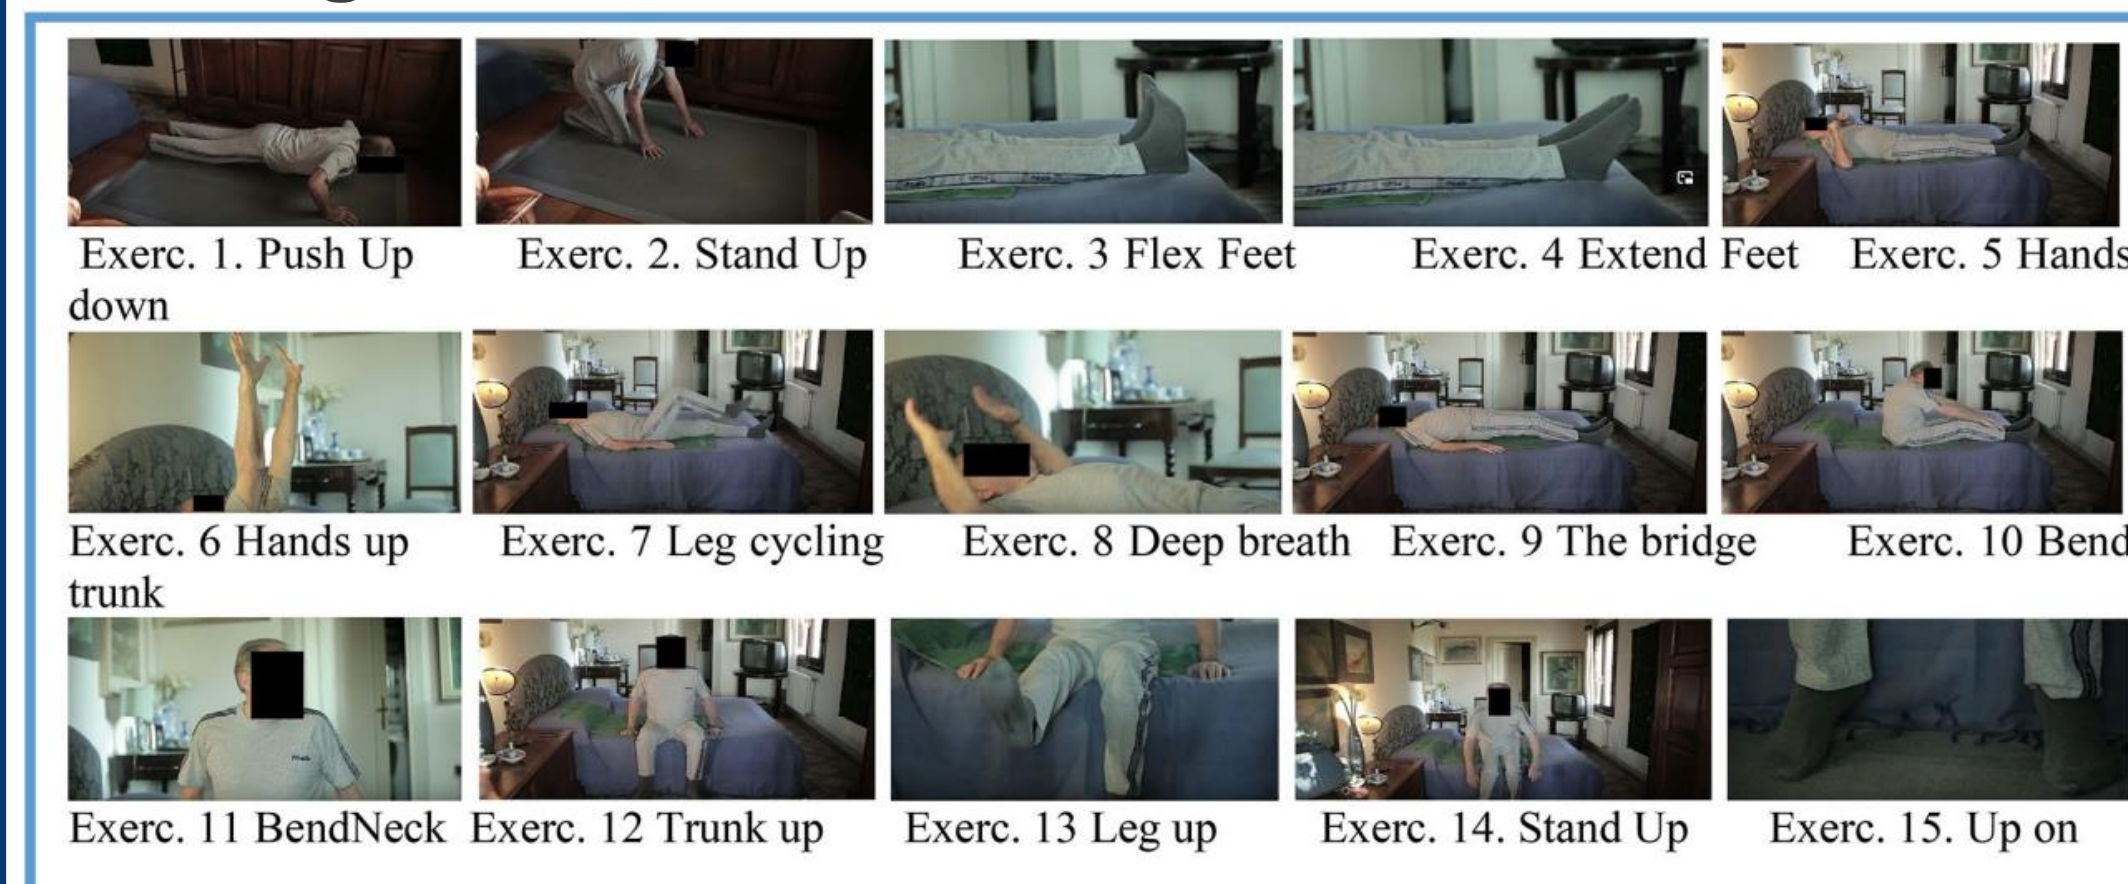 Exerc. 1. Push Up Exerc. 2. Stand Up Exerc. 3 Flex Feet Exerc. 4 Extend Feet Exerc. 5 Hands
down
Exerc. 6 Hands up Exerc. 7 Leg cycling Exerc. 8 Deep breath Exerc. 9 The bridge Exerc. 10 Bend
trunk
Exerc. 11 BendNeck Exerc. 12 Trunk up Exerc. 13 Leg up Exerc. 14. Stand Up Exerc. 15. Up on